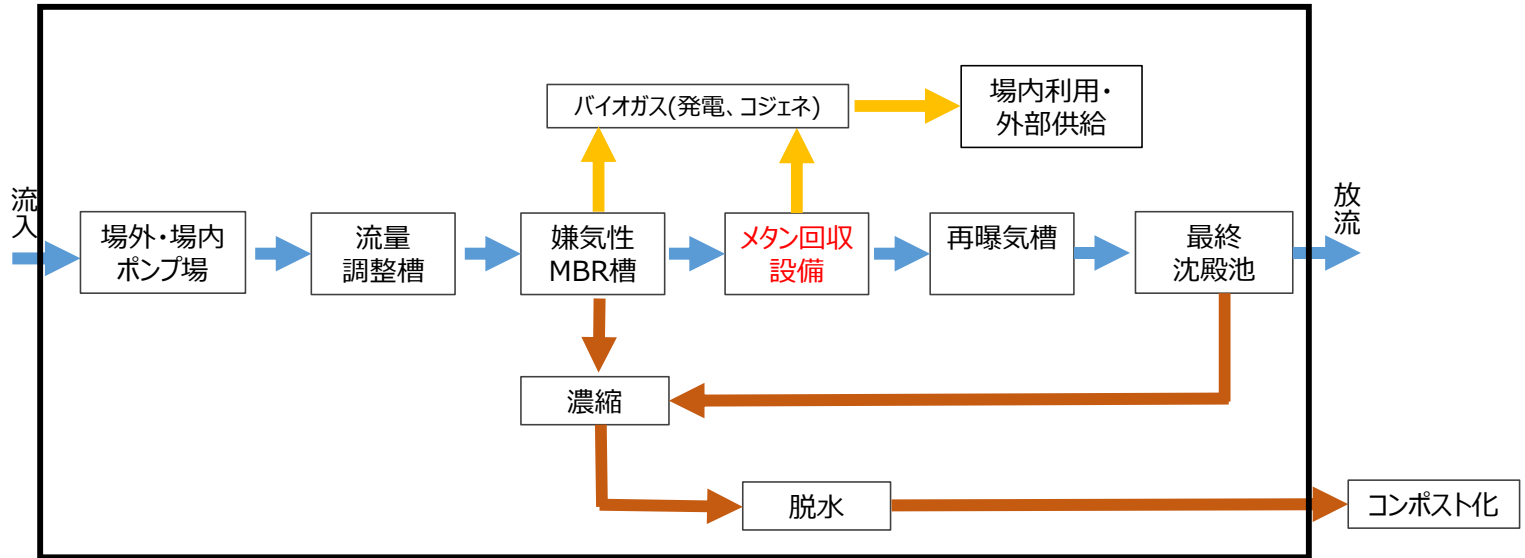 バイオガス(発電、コジェネ)
場内利用・
外部供給
流入
場外・場内
ポンプ場
流量
調整槽
嫌気性
MBR槽
メタン回収
設備
再曝気槽
最終
沈殿池
放流
濃縮
脱水
コンポスト化